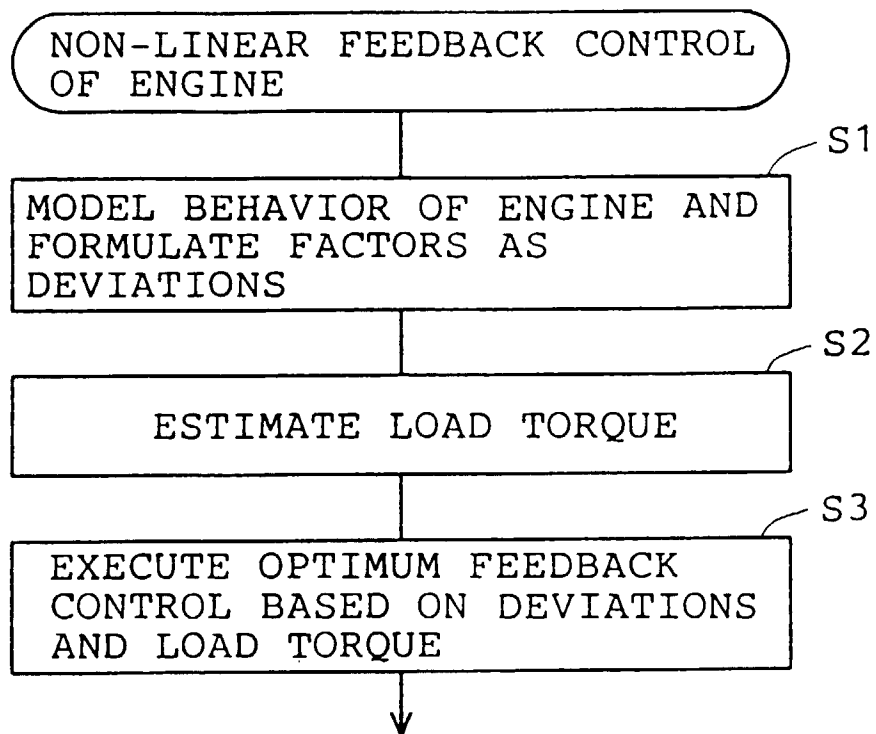 NON-LINEAR FEEDBACK CONTROL
OF ENGINE
S1
MODEL BEHAVIOR OF ENGINE AND
FORMULATE FACTORS AS
DEVIATIONS
S2
ESTIMATE LOAD TORQUE
S3
EXECUTE OPTIMUM FEEDBACK
CONTROL BASED ON DEVIATIONS
AND LOAD TORQUE